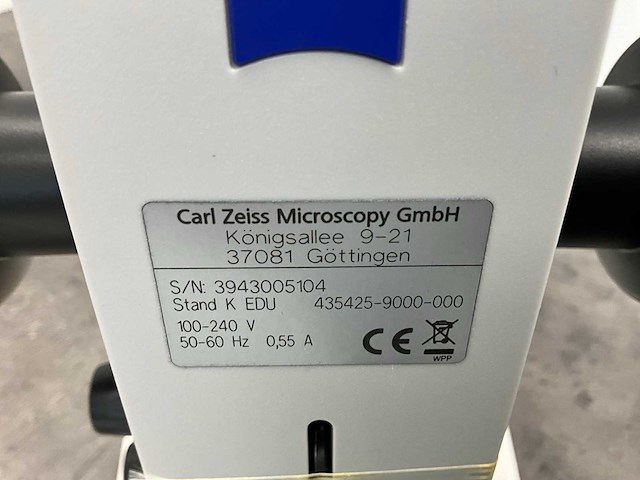 Carl Zeiss Microscopy GmbH
Königsallee 9-21
37081 Göttingen
S/N: 3943005104
Stand K EDU 435425-9000-000
100-240 V
50-60 Hz 0,55 A
CE
WPP